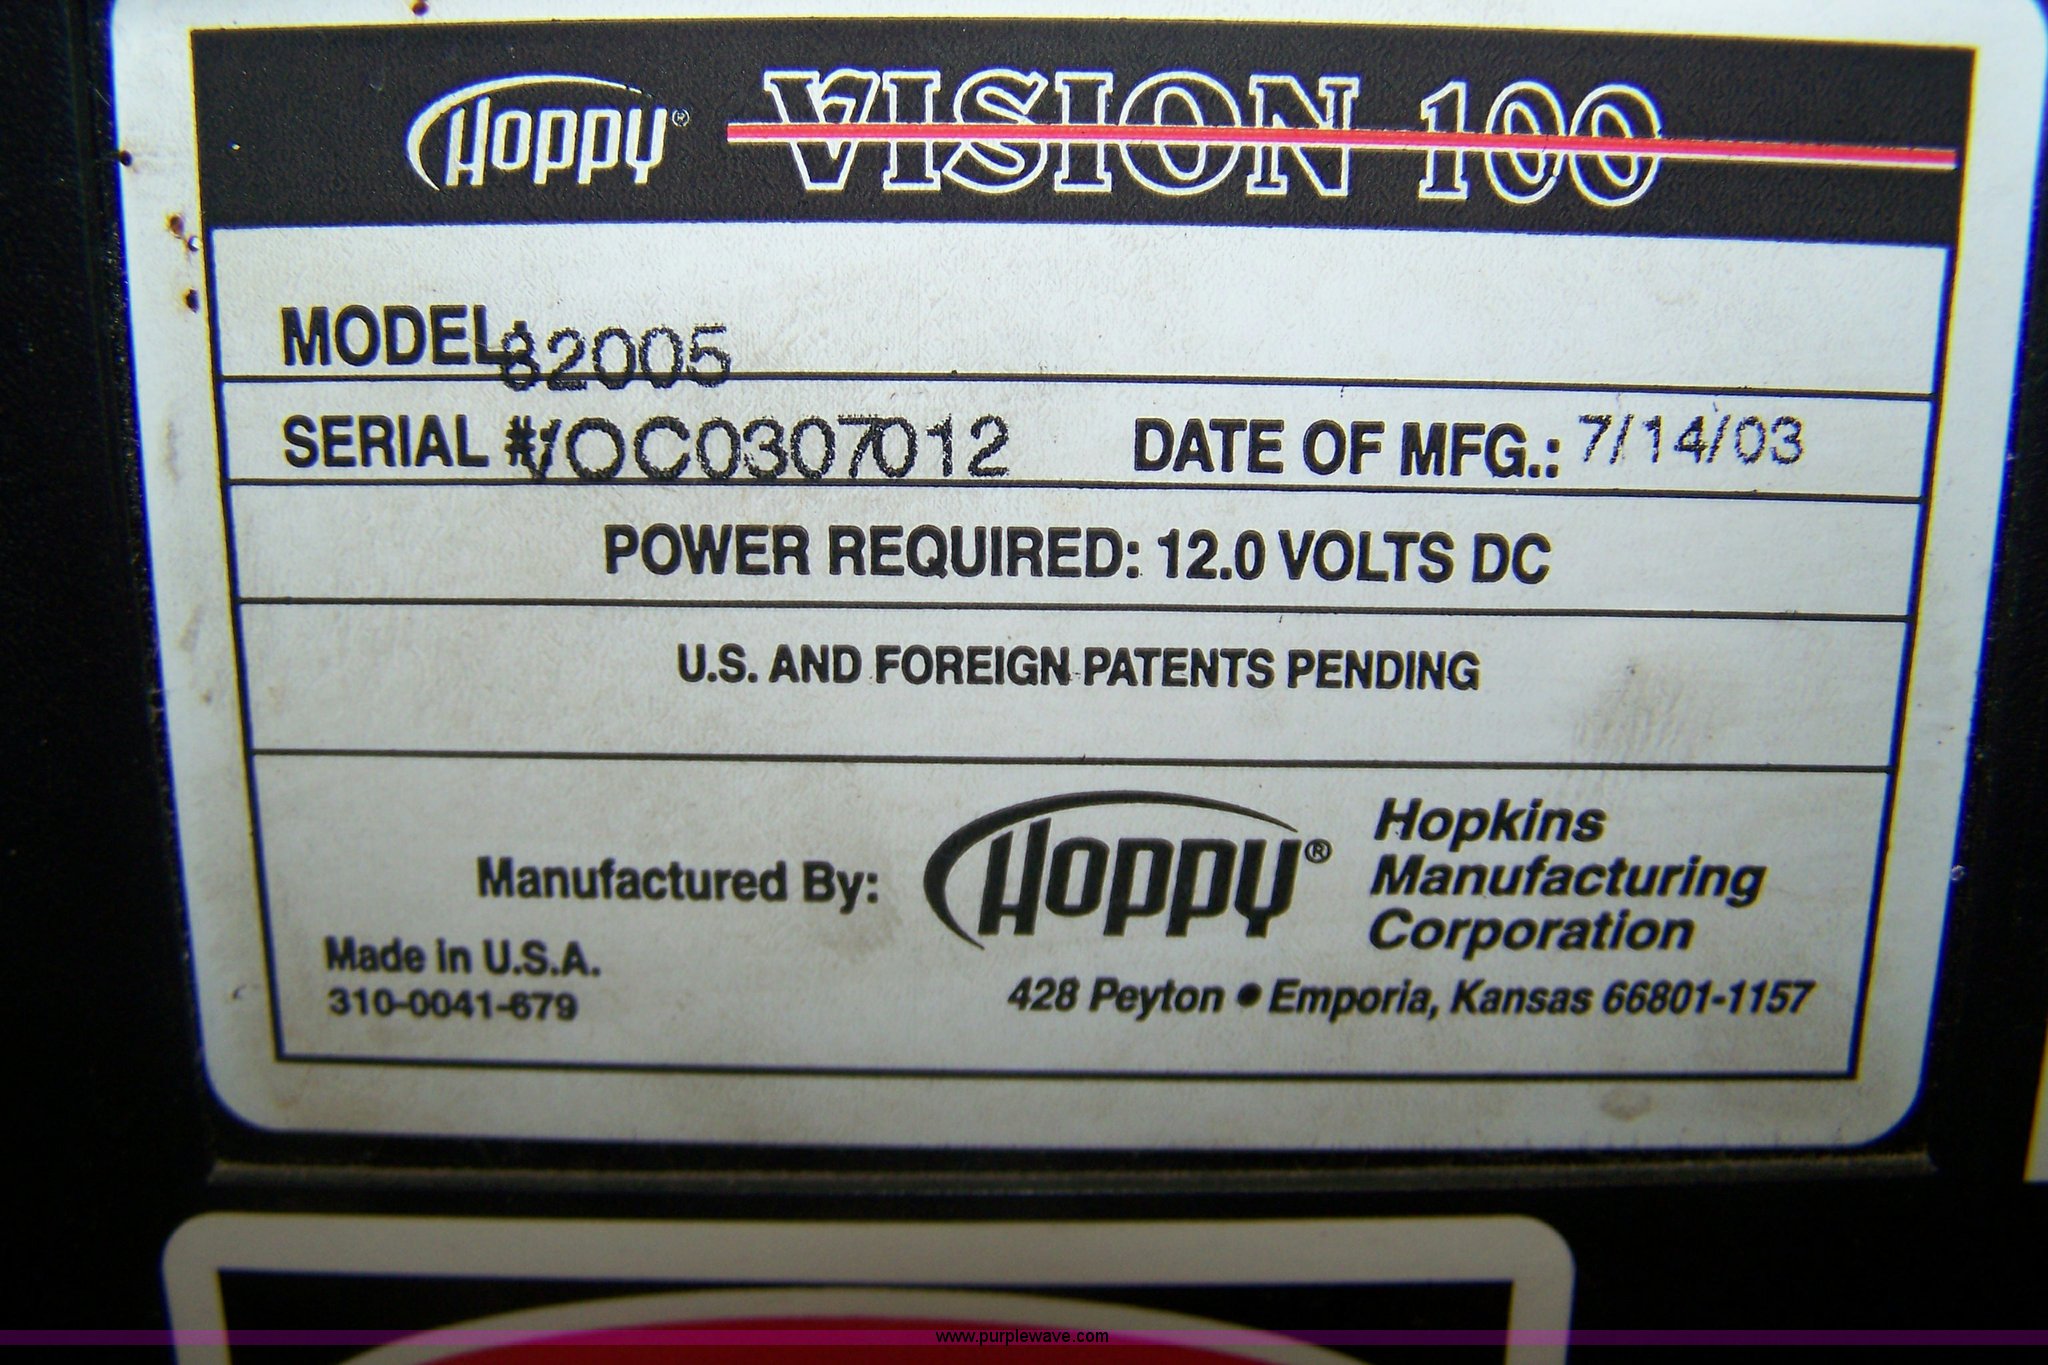 Hoppy® VISION 100
MODEL 82005
SERIAL # VOC0307012 DATE OF MFG.: 7/14/03
POWER REQUIRED: 12.0 VOLTS DC
U.S. AND FOREIGN PATENTS PENDING
Manufactured By: Hoppy® Hopkins
Manufacturing
Corporation
Made in U.S.A.
310-0041-679
428 Peyton • Emporia, Kansas 66801-1157
www.purplewave.com